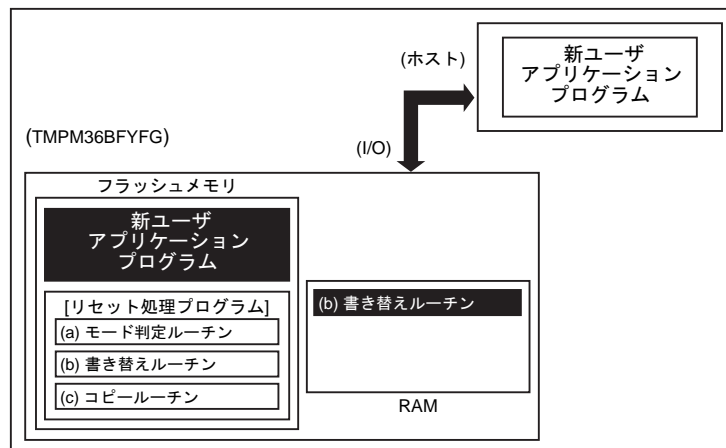 (ホスト)
新ユーザ
アプリケーション
プログラム
(TMPM36BFYFG)
(I/O)
フラッシュメモリ
新ユーザ
アプリケーション
プログラム
[リセット処理プログラム]
(a) モード判定ルーチン
(b) 書き替えルーチン
(c) コピールーチン
(b) 書き替えルーチン
RAM